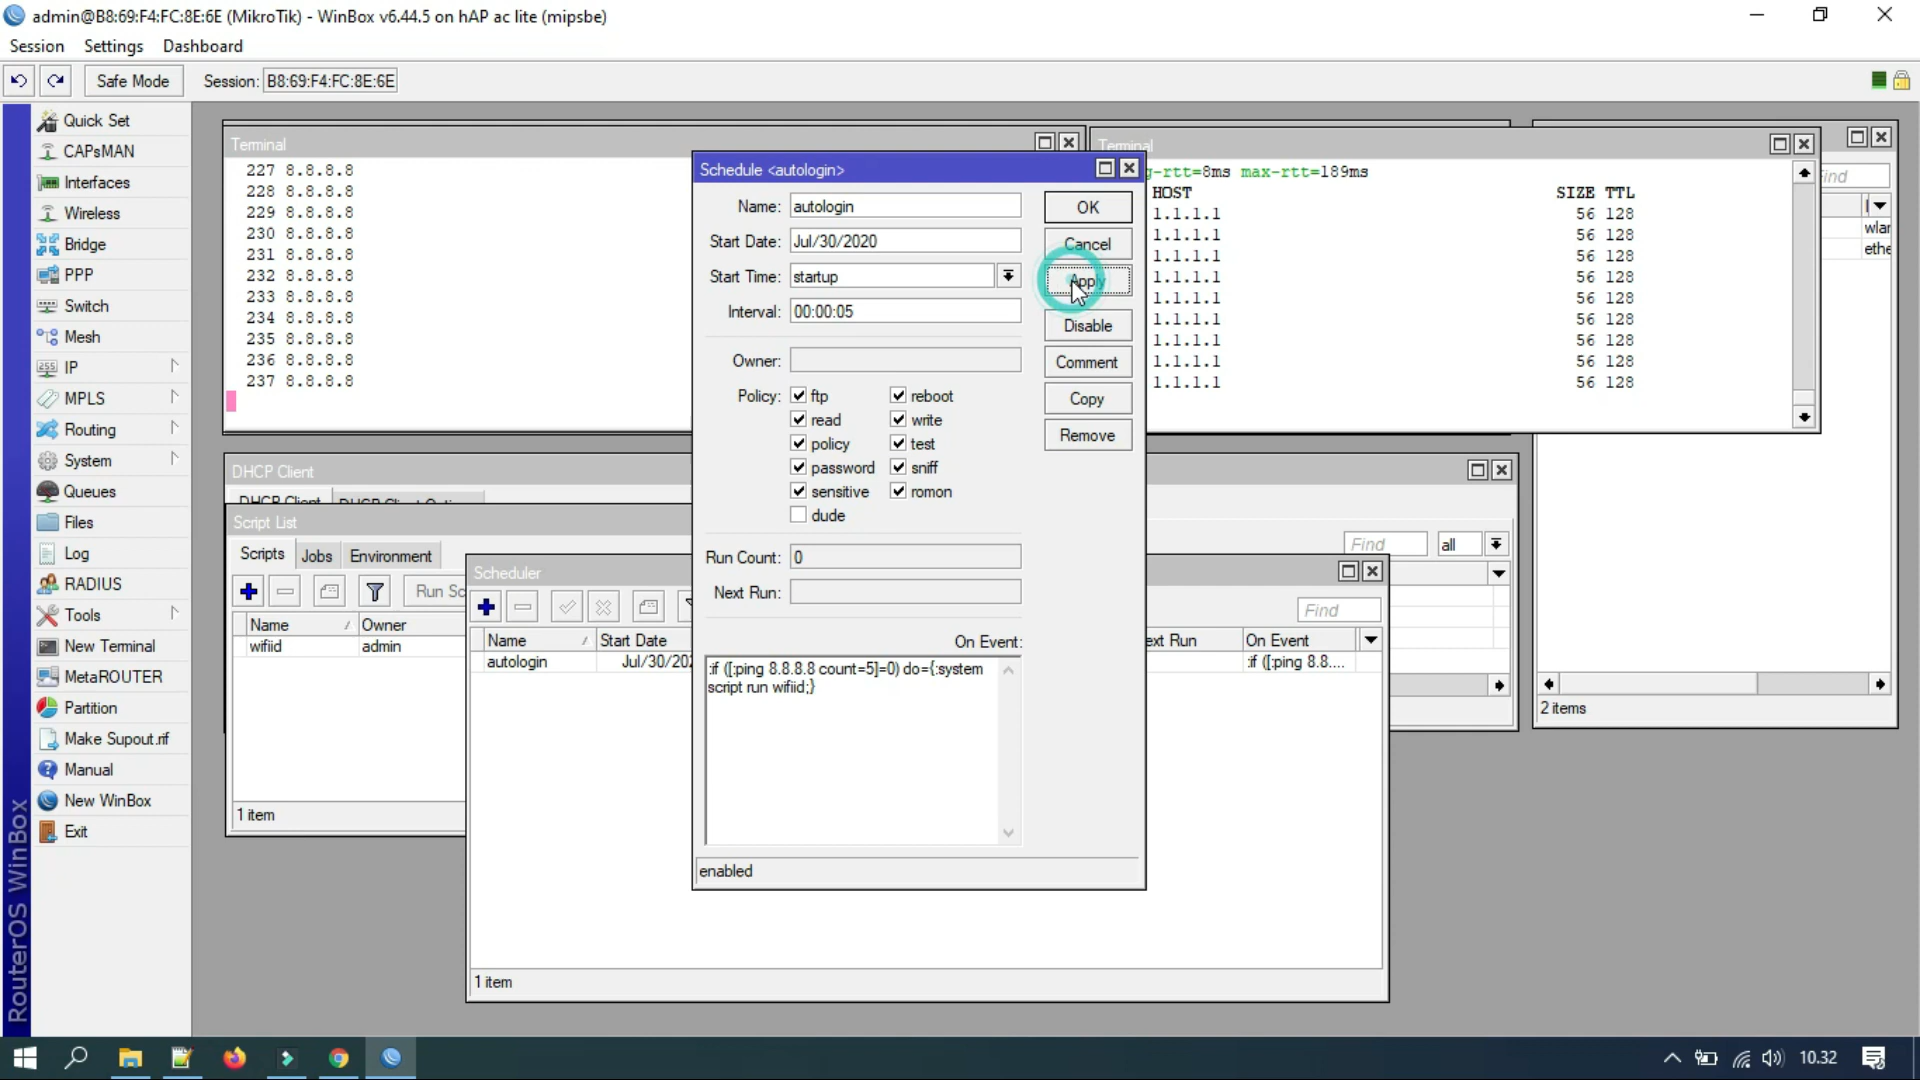 admin@B8:69:F4:FC:8E:6E (MikroTik) - WinBox v6.44.5 on hAP ac lite (mipsbe)
Session Settings Dashboard
Safe Mode Session: B8:69:F4:FC:8E:6E
Quick Set
CAPsMAN
Interfaces
Wireless
Bridge
PPP
Switch
Mesh
IP
MPLS
Routing
System
Queues
Files
Log
RADIUS
Tools
New Terminal
MetaROUTER
Partition
Make Supout.rif
Manual
New WinBox
Exit
RouterOS WinBox
Terminal
227 8.8.8.8
228 8.8.8.8
229 8.8.8.8
230 8.8.8.8
231 8.8.8.8
232 8.8.8.8
233 8.8.8.8
234 8.8.8.8
235 8.8.8.8
236 8.8.8.8
237 8.8.8.8
Terminal
g-rtt=8ms max-rtt=189ms
HOST SIZE TTL
1.1.1.1 56 128
1.1.1.1 56 128
1.1.1.1 56 128
1.1.1.1 56 128
1.1.1.1 56 128
1.1.1.1 56 128
1.1.1.1 56 128
1.1.1.1 56 128
1.1.1.1 56 128
Find
wlar
ethe
2 items
DHCP Client
DHCP Client
Find all
Script List
Scripts Jobs Environment
Run Sc
Name Owner
wifiid admin
1 item
Scheduler
Find
Name Start Date ext Run On Event
autologin Jul/30/202 :if ([:ping 8.8....
1 item
Schedule <autologin>
Name: autologin
Start Date: Jul/30/2020
Start Time: startup
Interval: 00:00:05
Owner:
Policy: ftp reboot
read write
policy test
password sniff
sensitive romon
dude
Run Count: 0
Next Run:
On Event:
:if ([:ping 8.8.8.8 count=5]=0) do={:system
script run wifiid;}
enabled
OK
Cancel
Apply
Disable
Comment
Copy
Remove
10.32